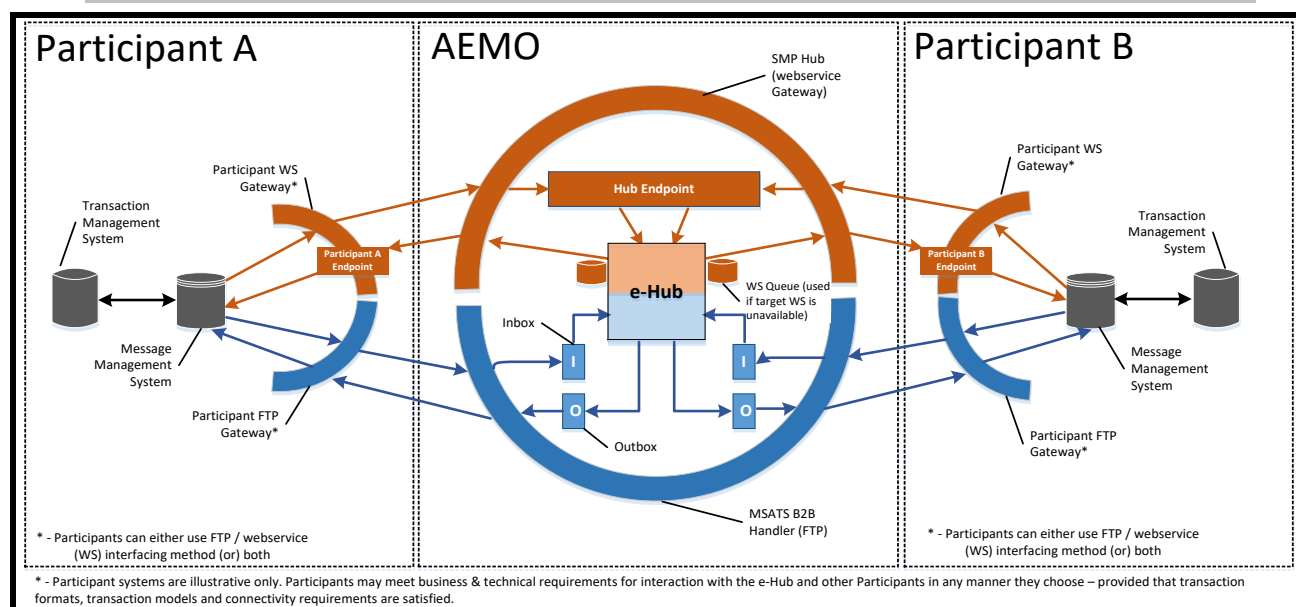 Participant A
AEMO
Participant B
SMP Hub
(webservice
Gateway)
Participant WS
Gateway*
Transaction
Management
System
Participant A
Endpoint
Message
Management
System
Participant FTP
Gateway*
Hub Endpoint
e-Hub
WS Queue (used
if target WS is
unavailable)
Inbox
I
I
O
O
Outbox
MSATS B2B
Handler (FTP)
Participant WS
Gateway*
Transaction
Management
System
Participant B
Endpoint
Message
Management
System
Participant FTP
Gateway*
* - Participants can either use FTP / webservice
(WS) interfacing method (or) both
* - Participants can either use FTP / webservice
(WS) interfacing method (or) both
* - Participant systems are illustrative only. Participants may meet business & technical requirements for interaction with the e-Hub and other Participants in any manner they choose – provided that transaction
formats, transaction models and connectivity requirements are satisfied.